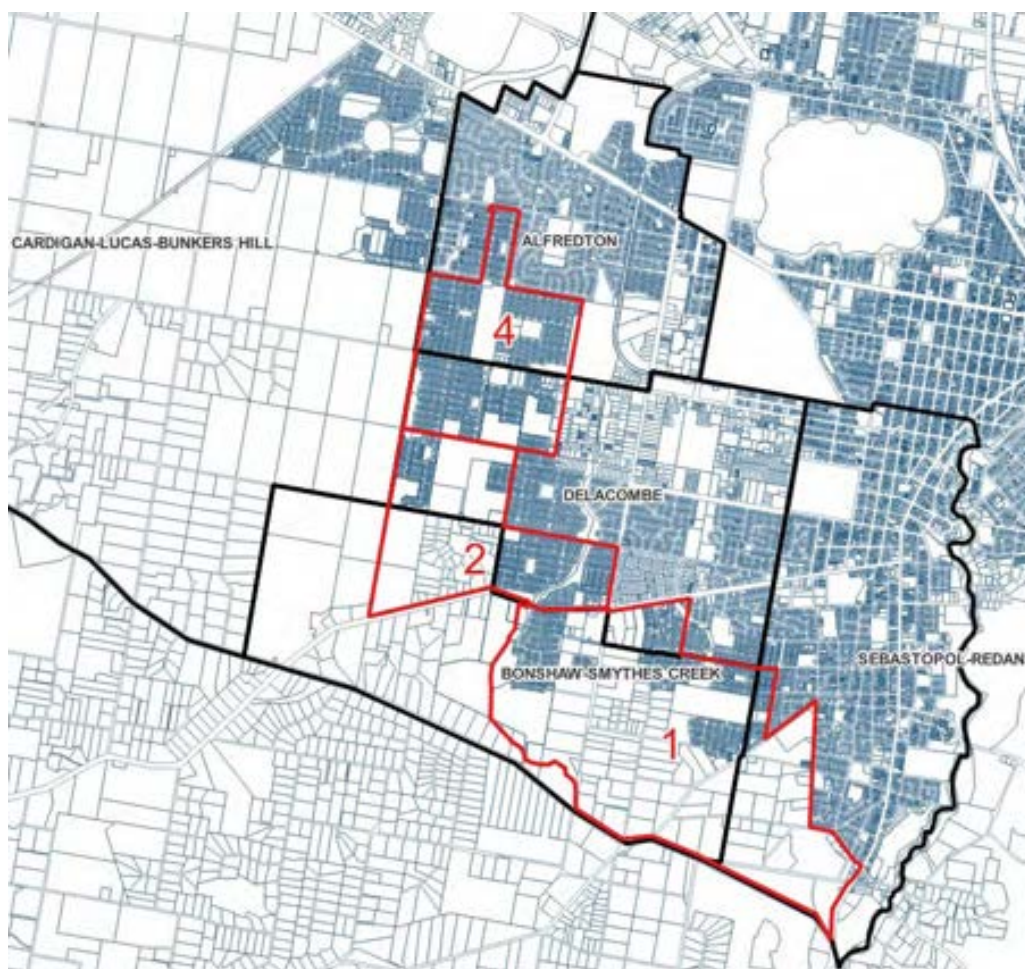 CARDIGAN-LUCAS-BUNKERS HILL
ALFREDTON
4
DELACOMBE
2
SEBASTOPOL-REDAN
BONSHAW-SMYTHES CREEK
1